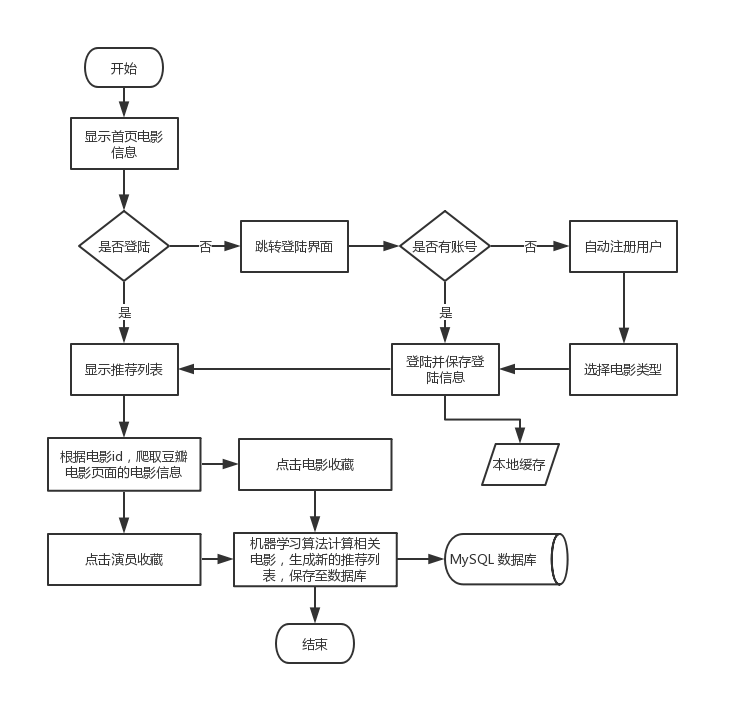 开始
显示首页电影
信息
是否登陆
否
跳转登陆界面
是否有账号
否
自动注册用户
是
是
显示推荐列表
登陆并保存登
陆信息
选择电影类型
根据电影id，爬取豆瓣
电影页面的电影信息
点击电影收藏
本地缓存
点击演员收藏
机器学习算法计算相关
电影，生成新的推荐列
表，保存至数据库
MySQL 数据库
结束